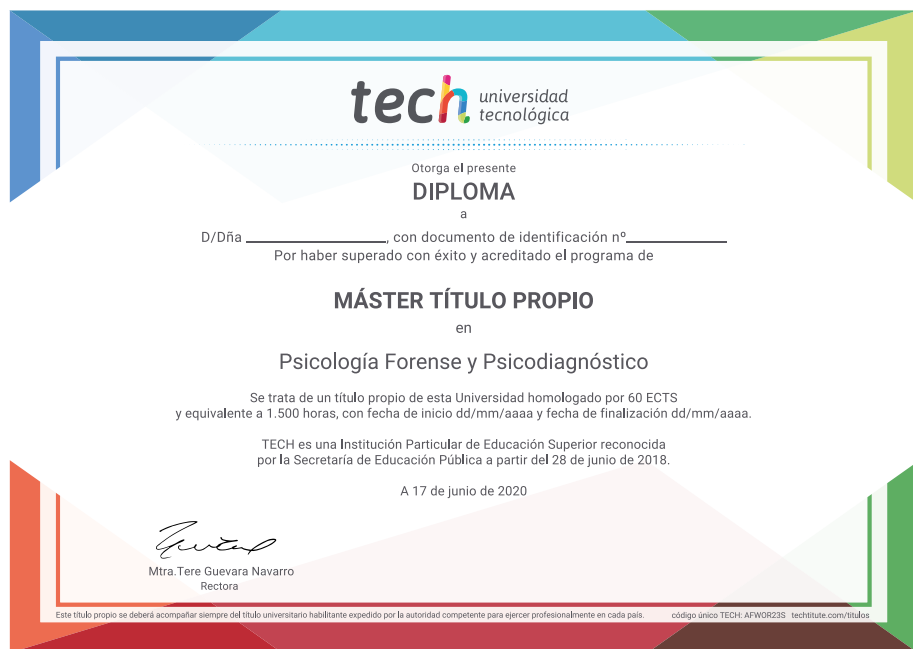 tech universidad
tecnológica
Otorga el presente
DIPLOMA
a
D/Dña ____________, con documento de identificación nº____________
Por haber superado con éxito y acreditado el programa de
MÁSTER TÍTULO PROPIO
en
Psicología Forense y Psicodiagnóstico
Se trata de un título propio de esta Universidad homologado por 60 ECTS
y equivalente a 1.500 horas, con fecha de inicio dd/mm/aaaa y fecha de finalización dd/mm/aaaa.
TECH es una Institución Particular de Educación Superior reconocida
por la Secretaría de Educación Pública a partir del 28 de junio de 2018.
A 17 de junio de 2020
Mtra.Tere Guevara Navarro
Rectora
Este título propio se deberá acompañar siempre del título universitario habilitante expedido por la autoridad competente para ejercer profesionalmente en cada país. código único TECH: AFWOR23S techtitute.com/titulos